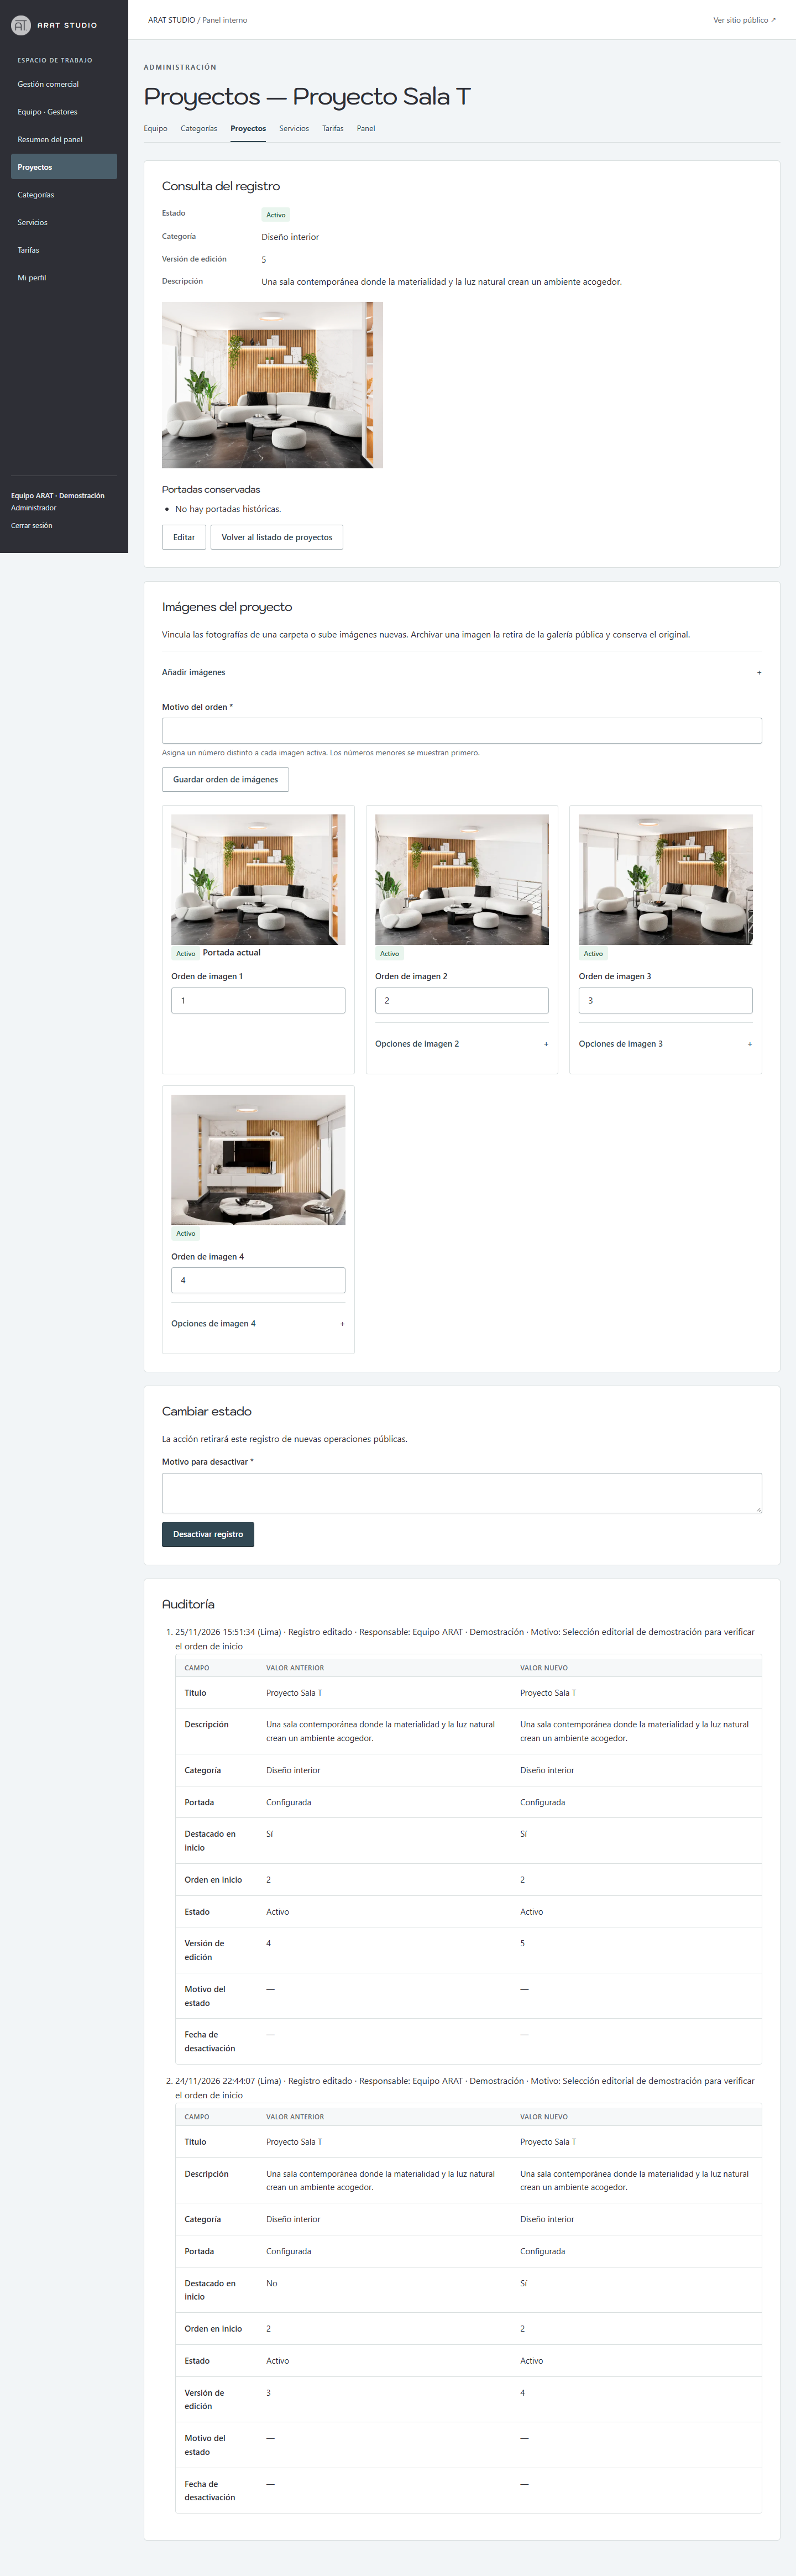 ARAT STUDIO
ESPACIO DE TRABAJO
Gestión comercial
Equipo · Gestores
Resumen del panel
Proyectos
Categorías
Servicios
Tarifas
Mi perfil
Equipo ARAT · Demostración
Administrador
Cerrar sesión
ARAT STUDIO / Panel interno
Ver sitio público ↗
ADMINISTRACIÓN
Proyectos — Proyecto Sala T
Equipo Categorías Proyectos Servicios Tarifas Panel
Consulta del registro
Estado Activo
Categoría Diseño interior
Versión de edición 5
Descripción Una sala contemporánea donde la materialidad y la luz natural crean un ambiente acogedor.
Portadas conservadas
• No hay portadas históricas.
Editar Volver al listado de proyectos
Imágenes del proyecto
Vincula las fotografías de una carpeta o sube imágenes nuevas. Archivar una imagen la retira de la galería pública y conserva el original.
Añadir imágenes +
Motivo del orden *
Asigna un número distinto a cada imagen activa. Los números menores se muestran primero.
Guardar orden de imágenes
Activo Portada actual
Orden de imagen 1
1
Activo
Orden de imagen 2
2
Opciones de imagen 2 +
Activo
Orden de imagen 3
3
Opciones de imagen 3 +
Activo
Orden de imagen 4
4
Opciones de imagen 4 +
Cambiar estado
La acción retirará este registro de nuevas operaciones públicas.
Motivo para desactivar *
Desactivar registro
Auditoría
1. 25/11/2026 15:51:34 (Lima) · Registro editado · Responsable: Equipo ARAT · Demostración · Motivo: Selección editorial de demostración para verificar
el orden de inicio
CAMPO VALOR ANTERIOR VALOR NUEVO
Título Proyecto Sala T Proyecto Sala T
Descripción Una sala contemporánea donde la materialidad y la luz natural Una sala contemporánea donde la materialidad y la luz natural
crean un ambiente acogedor. crean un ambiente acogedor.
Categoría Diseño interior Diseño interior
Portada Configurada Configurada
Destacado en Sí Sí
inicio
Orden en inicio 2 2
Estado Activo Activo
Versión de 4 5
edición
Motivo del — —
estado
Fecha de — —
desactivación
2. 24/11/2026 22:44:07 (Lima) · Registro editado · Responsable: Equipo ARAT · Demostración · Motivo: Selección editorial de demostración para verificar
el orden de inicio
CAMPO VALOR ANTERIOR VALOR NUEVO
Título Proyecto Sala T Proyecto Sala T
Descripción Una sala contemporánea donde la materialidad y la luz natural Una sala contemporánea donde la materialidad y la luz natural
crean un ambiente acogedor. crean un ambiente acogedor.
Categoría Diseño interior Diseño interior
Portada Configurada Configurada
Destacado en No Sí
inicio
Orden en inicio 2 2
Estado Activo Activo
Versión de 3 4
edición
Motivo del — —
estado
Fecha de — —
desactivación